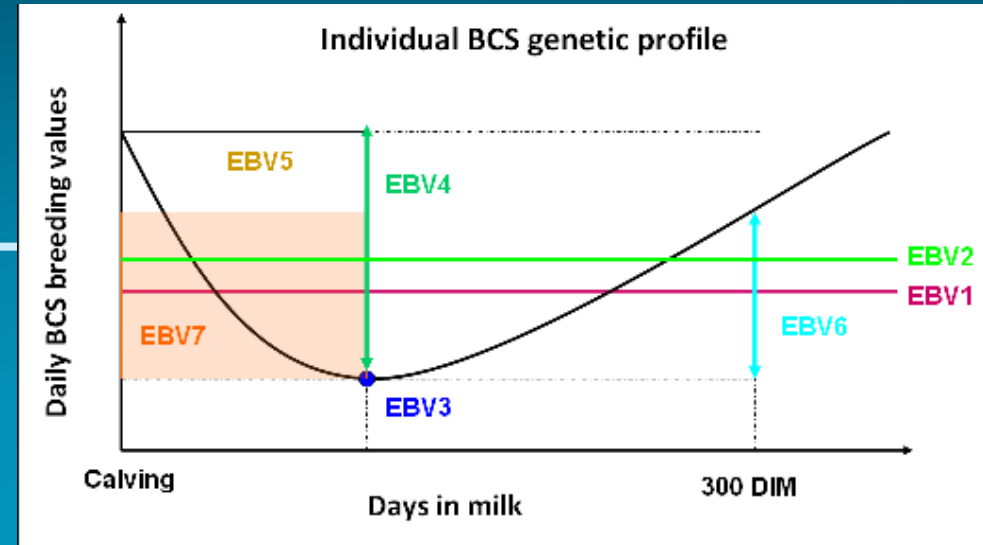 Individual BCS genetic profile
Daily BCS breeding values
EBV5
EBV4
EBV2
EBV1
EBV7
EBV6
EBV3
Calving
300 DIM
Days in milk